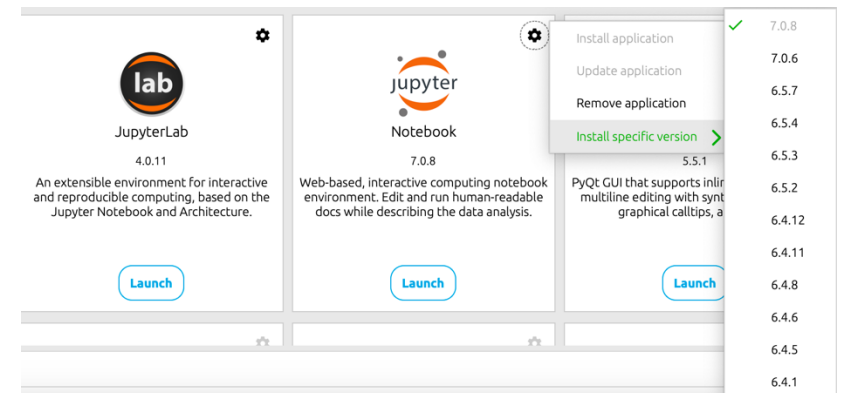 lab
JupyterLab
4.0.11
An extensible environment for interactive
and reproducible computing, based on the
Jupyter Notebook and Architecture.
Launch
jupyter
Notebook
7.0.8
Web-based, interactive computing notebook
environment. Edit and run human-readable
docs while describing the data analysis.
Launch
5.5.1
PyQt GUI that supports
multiline editing with
graphical calltips,
Launch
Install application
Update application
Remove application
Install specific version
7.0.8
7.0.6
6.5.7
6.5.4
6.5.3
6.5.2
6.4.12
6.4.11
6.4.8
6.4.6
6.4.5
6.4.1